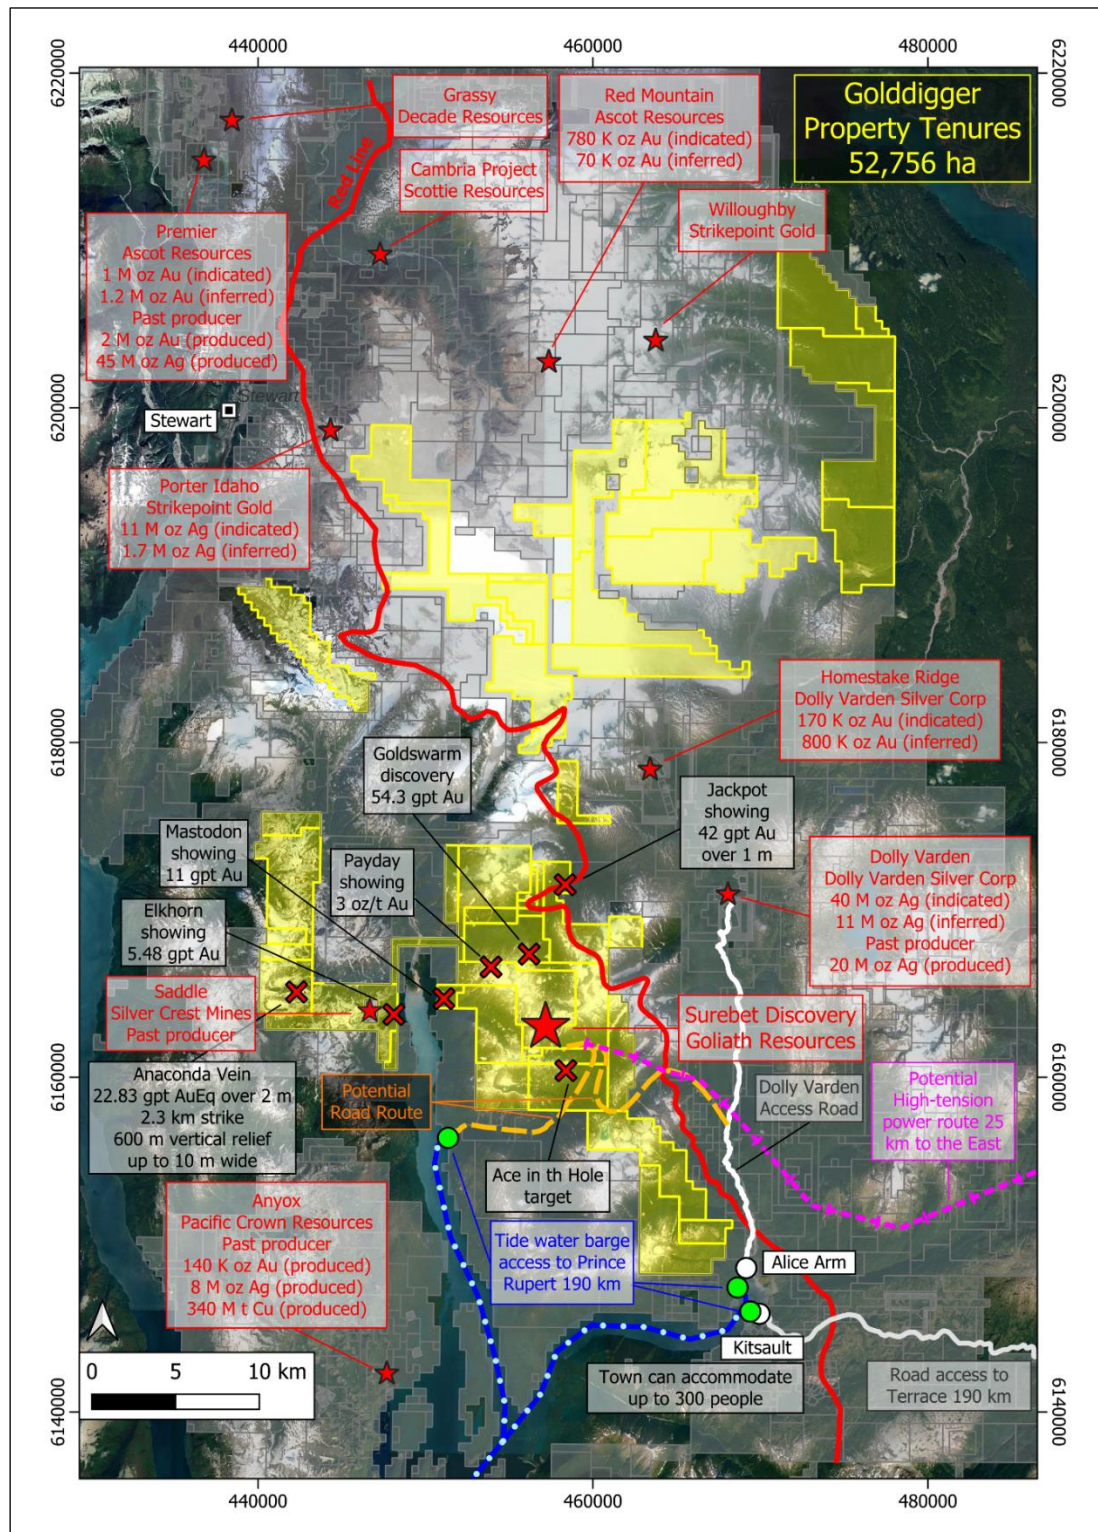 440000
460000
480000
6220000
6220000
Grassy
Decade Resources
Red Mountain
Ascot Resources
780 K oz Au (indicated)
70 K oz Au (inferred)
Golddigger
Property Tenures
52,756 ha
Red Line
Cambria Project
Scottie Resources
Willoughby
Strikepoint Gold
Premier
Ascot Resources
1 M oz Au (indicated)
1.2 M oz Au (inferred)
Past producer
2 M oz Au (produced)
45 M oz Ag (produced)
6200000
6200000
Stewart
Stewart
Porter Idaho
Strikepoint Gold
11 M oz Ag (indicated)
1.7 M oz Ag (inferred)
Homestake Ridge
Dolly Varden Silver Corp
170 K oz Au (indicated)
800 K oz Au (inferred)
6180000
6180000
Goldswarm
discovery
54.3 gpt Au
Jackpot
showing
42 gpt Au
over 1 m
Mastodon
showing
11 gpt Au
Payday
showing
3 oz/t Au
Dolly Varden
Dolly Varden Silver Corp
40 M oz Ag (indicated)
11 M oz Ag (inferred)
Past producer
20 M oz Ag (produced)
Elkhorn
showing
5.48 gpt Au
Saddle
Silver Crest Mines
Past producer
Surebet Discovery
Goliath Resources
6160000
6160000
Anaconda Vein
22.83 gpt AuEq over 2 m
2.3 km strike
600 m vertical relief
up to 10 m wide
Potential
Road Route
Dolly Varden
Access Road
Potential
High-tension
power route 25
km to the East
Ace in th Hole
target
Anyox
Pacific Crown Resources
Past producer
140 K oz Au (produced)
8 M oz Ag (produced)
340 M t Cu (produced)
Tide water barge
access to Prince
Rupert 190 km
Alice Arm
Kitsault
Town can accommodate
up to 300 people
Road access to
Terrace 190 km
0 5 10 km
6140000
6140000
440000
460000
480000